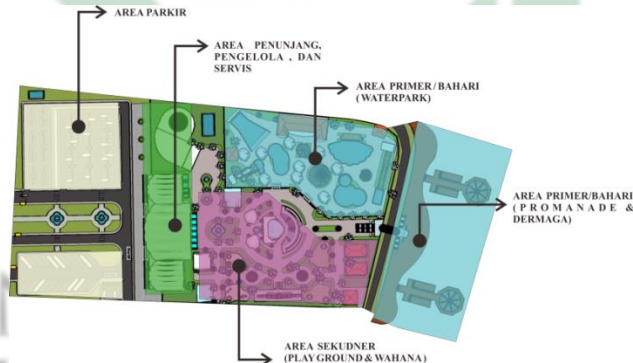 AREA PARKIR
AREA PENUNJANG,
PENGELOLA , DAN
SERVIS
AREA PRIMER/BAHARI
(WATERPARK)
AREA PRIMER/BAHARI
(PROMANADE &
DERMAGA)
AREA SEKUDNER
(PLAY GROUND & WAHANA)